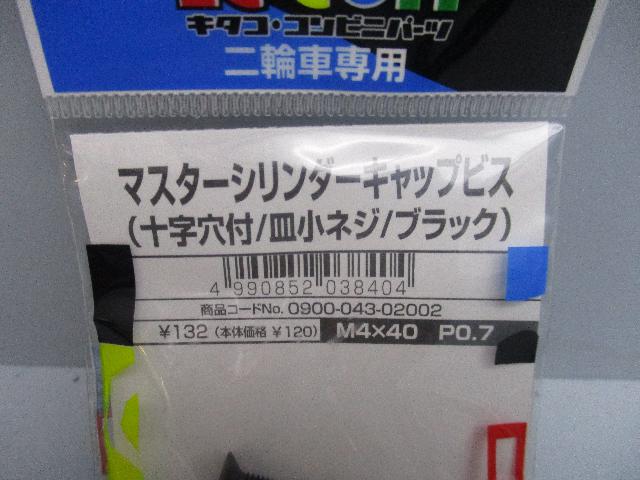 キタコ・コンビニパーツ
二輪車専用
マスターシリンダーキャップビス
(十字穴付/皿小ネジ/ブラック)
4 990852 038404
商品コードNo. 0900-043-02002
¥132 (本体価格 ¥120) M4×40 P0.7